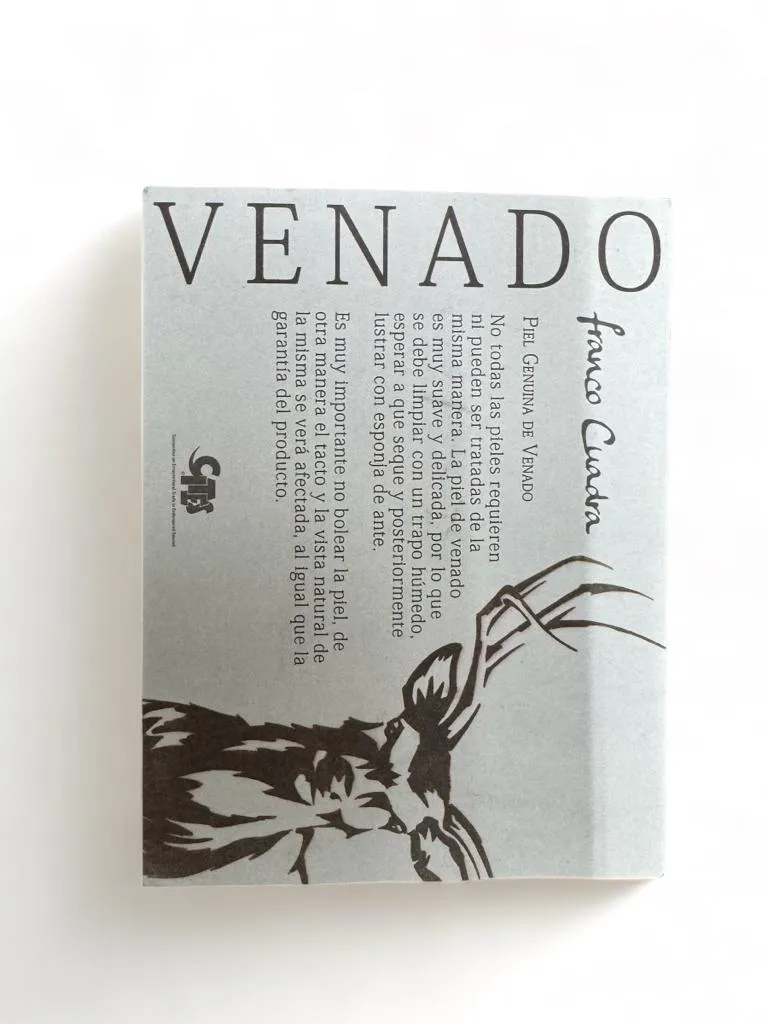 VENADO
franco Cuadra
PIEL GENUINA DE VENADO
No todas las pieles requieren
ni pueden ser tratadas de la
misma manera. La piel de venado
es muy suave y delicada, por lo que
se debe limpiar con un trapo húmedo,
esperar a que seque y posteriormente
lustrar con esponja de ante.
Es muy importante no bolear la piel, de
otra manera el tacto y la vista natural de
la misma se verá afectada, al igual que la
garantía del producto.
CITES